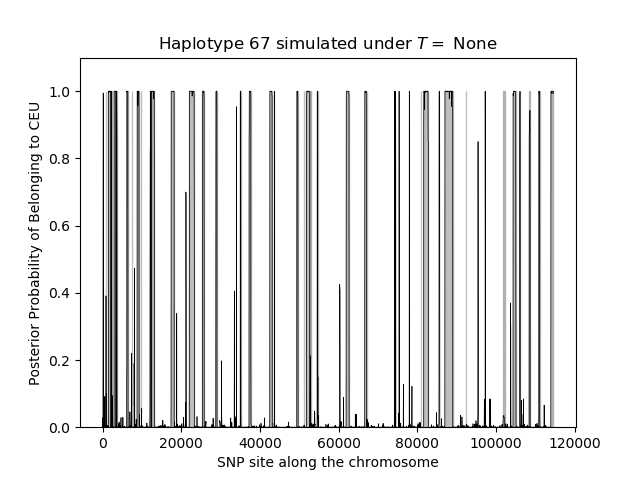 Haplotype 67 simulated under T = None
Posterior Probability of Belonging to CEU
1.0
0.8
0.6
0.4
0.2
0.0
0 20000 40000 60000 80000 100000 120000
SNP site along the chromosome